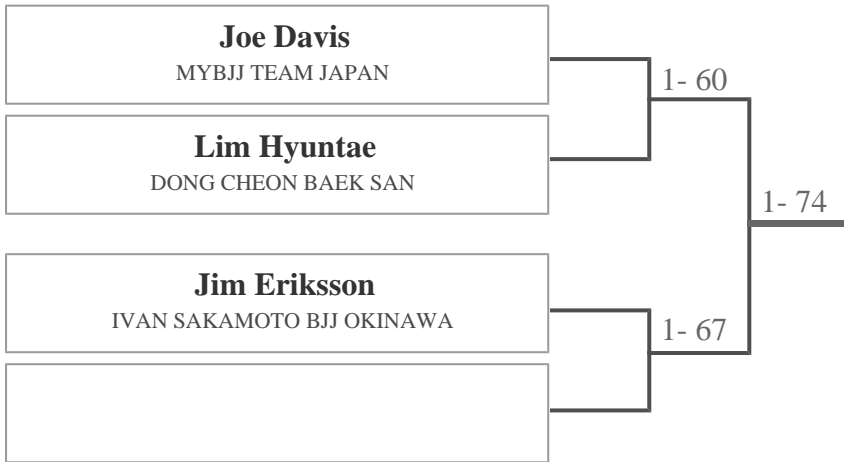 Joe Davis
MYBJJ TEAM JAPAN
1- 60
Lim Hyuntae
DONG CHEON BAEK SAN
1- 74
Jim Eriksson
IVAN SAKAMOTO BJJ OKINAWA
1- 67